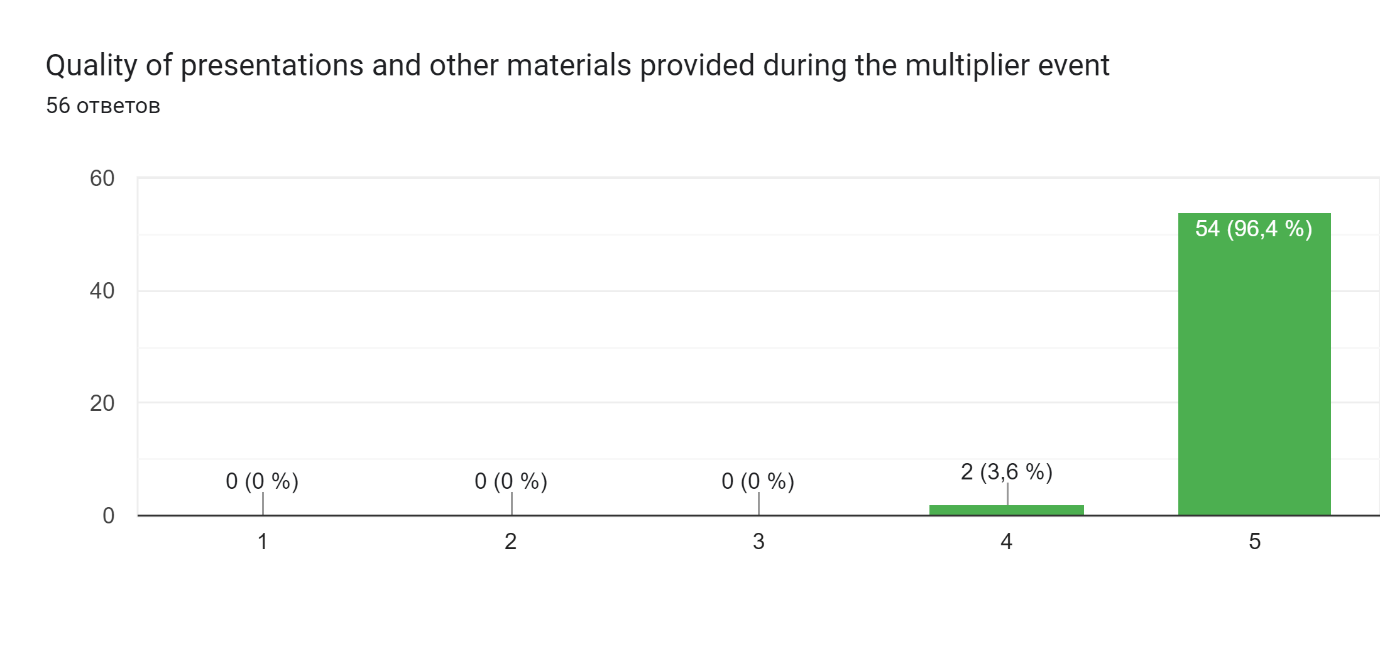 Quality of presentations and other materials provided during the multiplier event
56 ответов
60
54 (96,4 %)
40
20
0 (0 %)
0 (0 %)
0 (0 %)
2 (3,6 %)
0
1
2
3
4
5